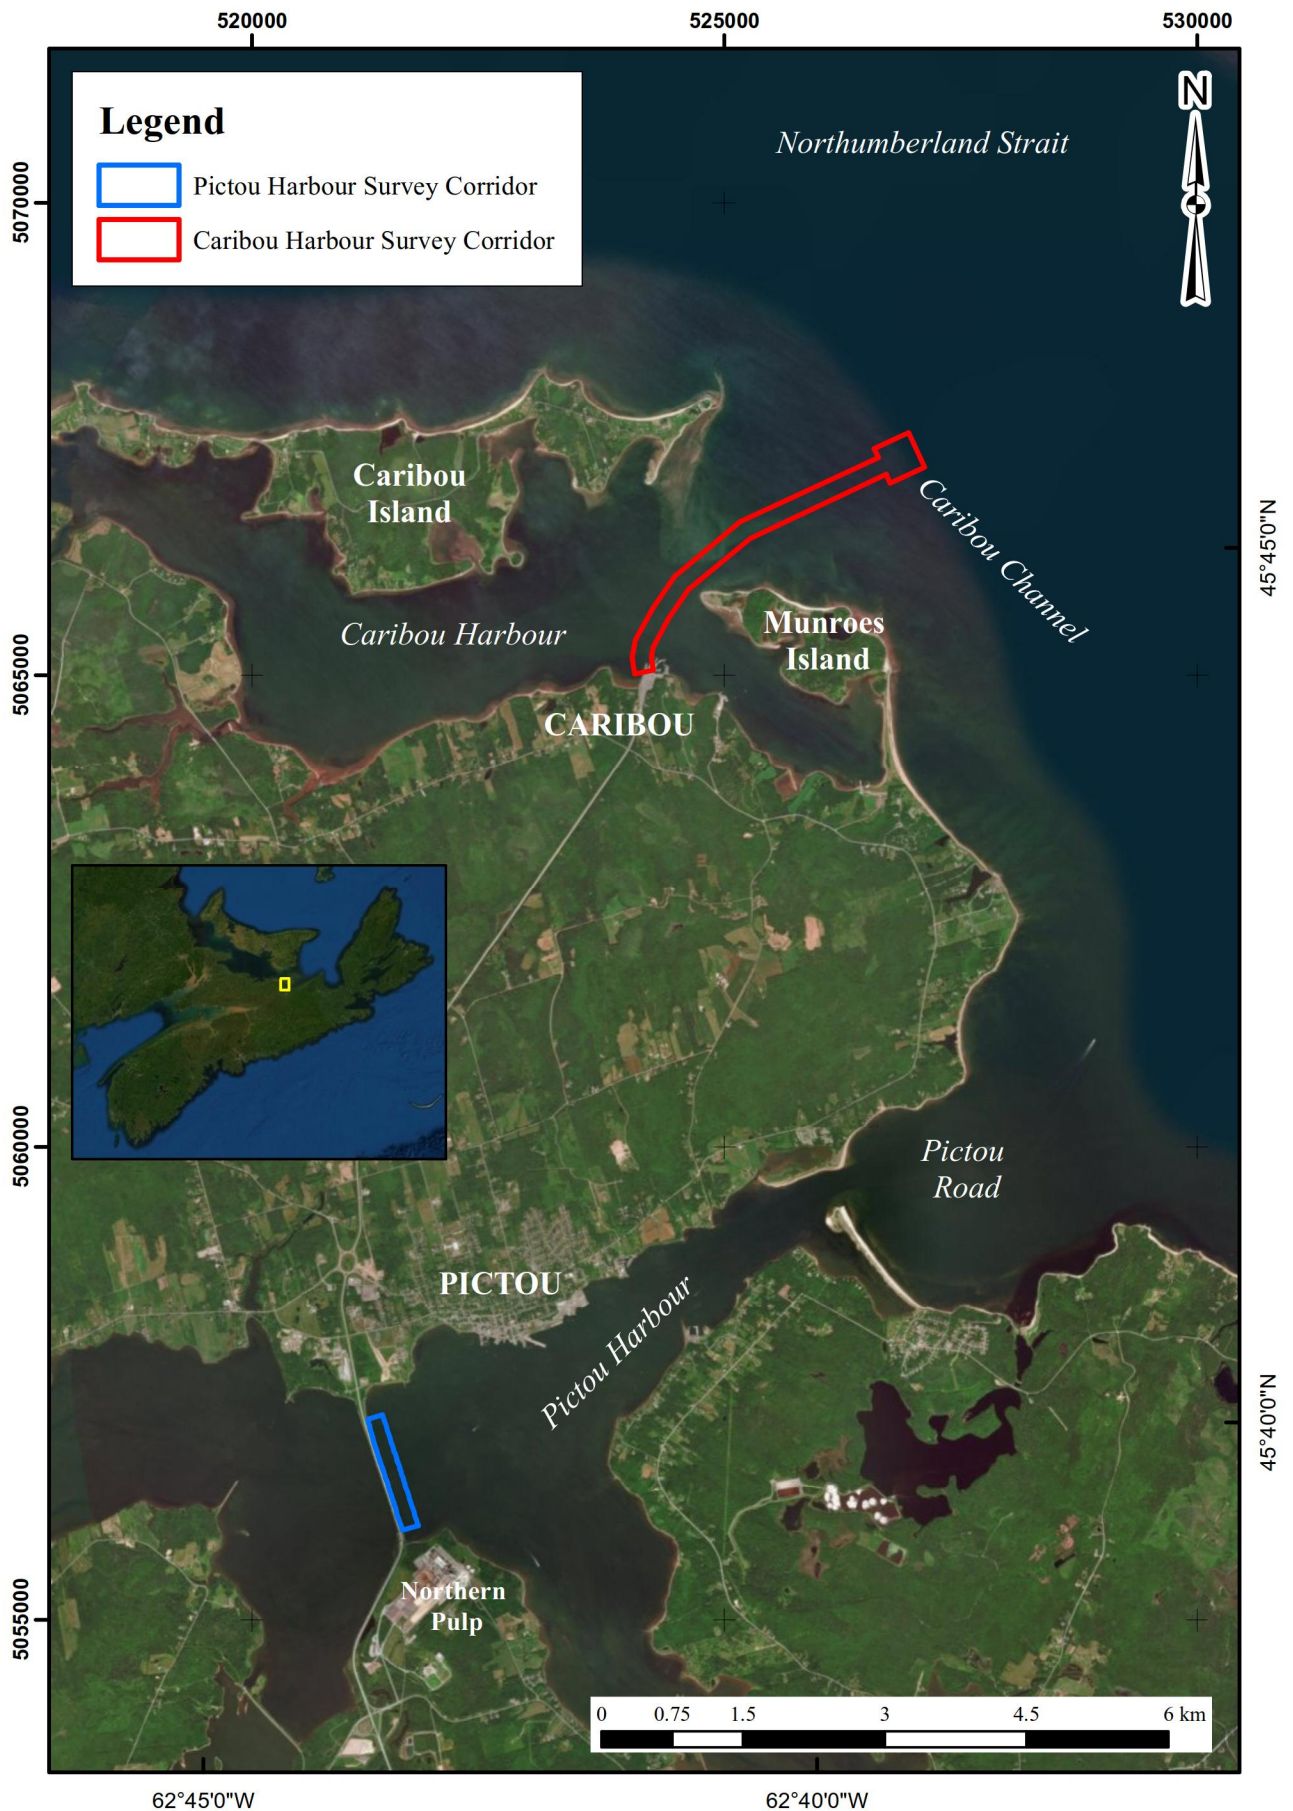 520000
525000
530000
Legend
Pictou Harbour Survey Corridor
Caribou Harbour Survey Corridor
N
Northumberland Strait
5070000
Caribou
Island
Caribou Channel
45°45'0"N
Caribou Harbour
Munroes
Island
5065000
CARIBOU
5060000
Pictou
Road
PICTOU
Pictou Harbour
45°40'0"N
Northern
Pulp
5055000
0 0.75 1.5 3 4.5 6 km
62°45'0"W
62°40'0"W